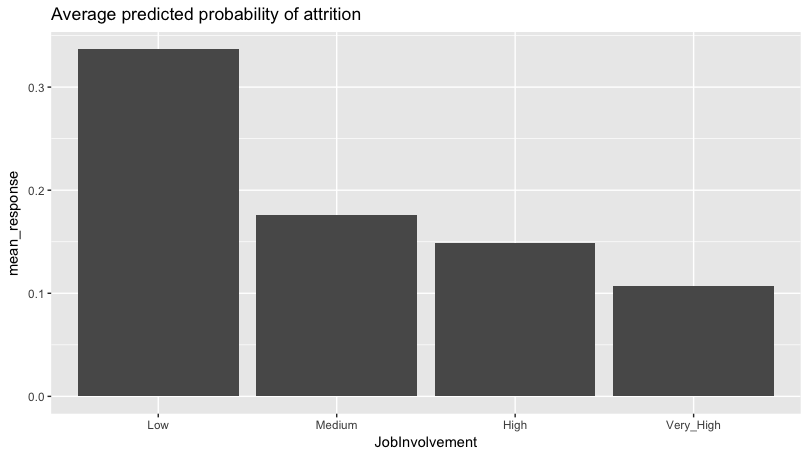 Average predicted probability of attrition
mean_response
0.3
0.2
0.1
0.0
Low Medium High Very_High
JobInvolvement